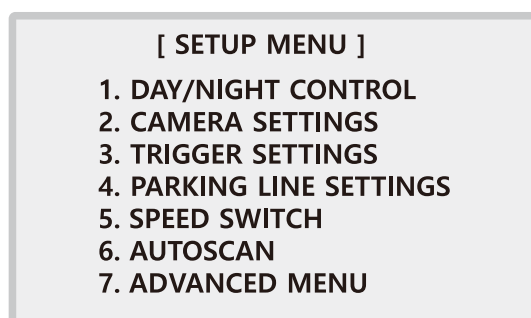 [ SETUP MENU ]
1. DAY/NIGHT CONTROL
2. CAMERA SETTINGS
3. TRIGGER SETTINGS
4. PARKING LINE SETTINGS
5. SPEED SWITCH
6. AUTOSCAN
7. ADVANCED MENU